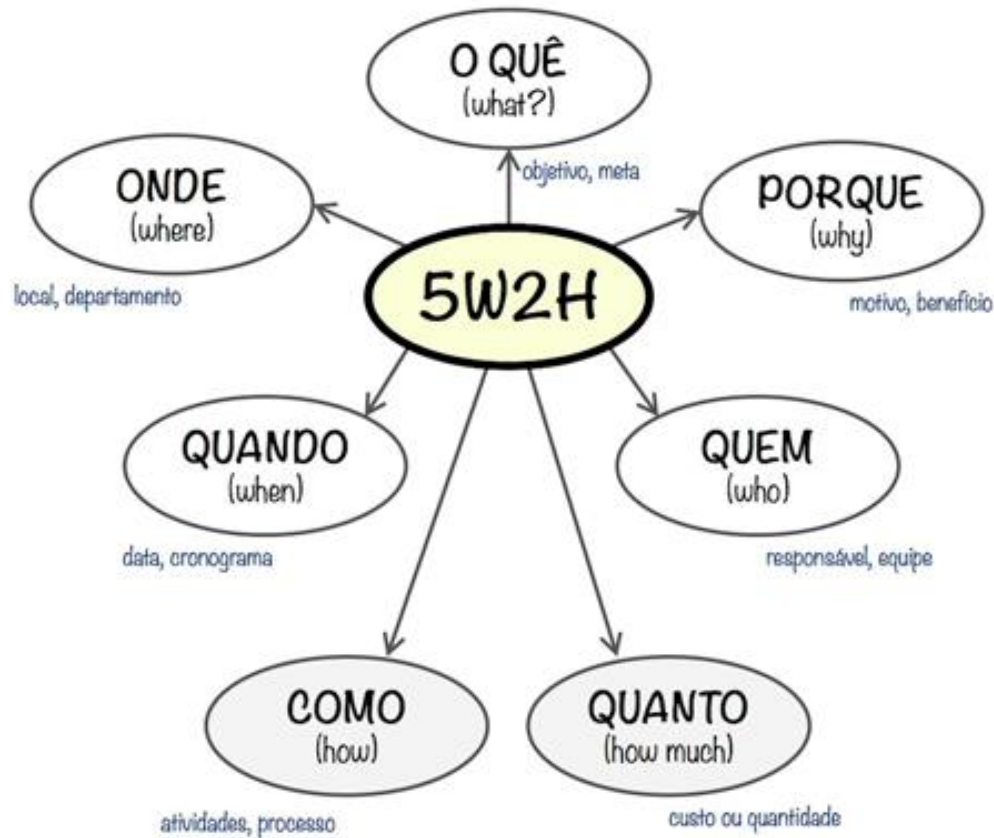 O QUÊ
(what?)
objetivo, meta
ONDE
(where)
local, departamento
PORQUE
(why)
motivo, benefício
5W2H
QUANDO
(when)
data, cronograma
QUEM
(who)
responsável, equipe
COMO
(how)
atividades, processo
QUANTO
(how much)
custo ou quantidade